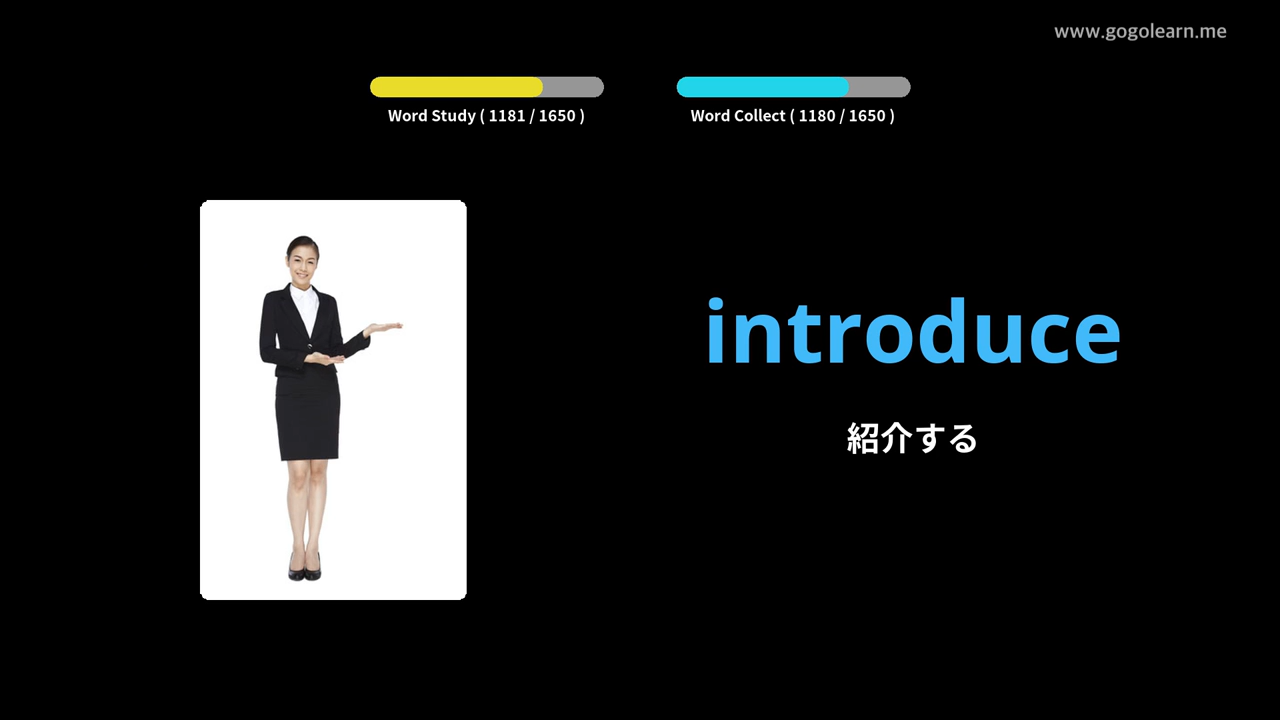 www.gogolearn.me
Word Study ( 1181 / 1650 )
Word Collect ( 1180 / 1650 )
introduce
紹介する